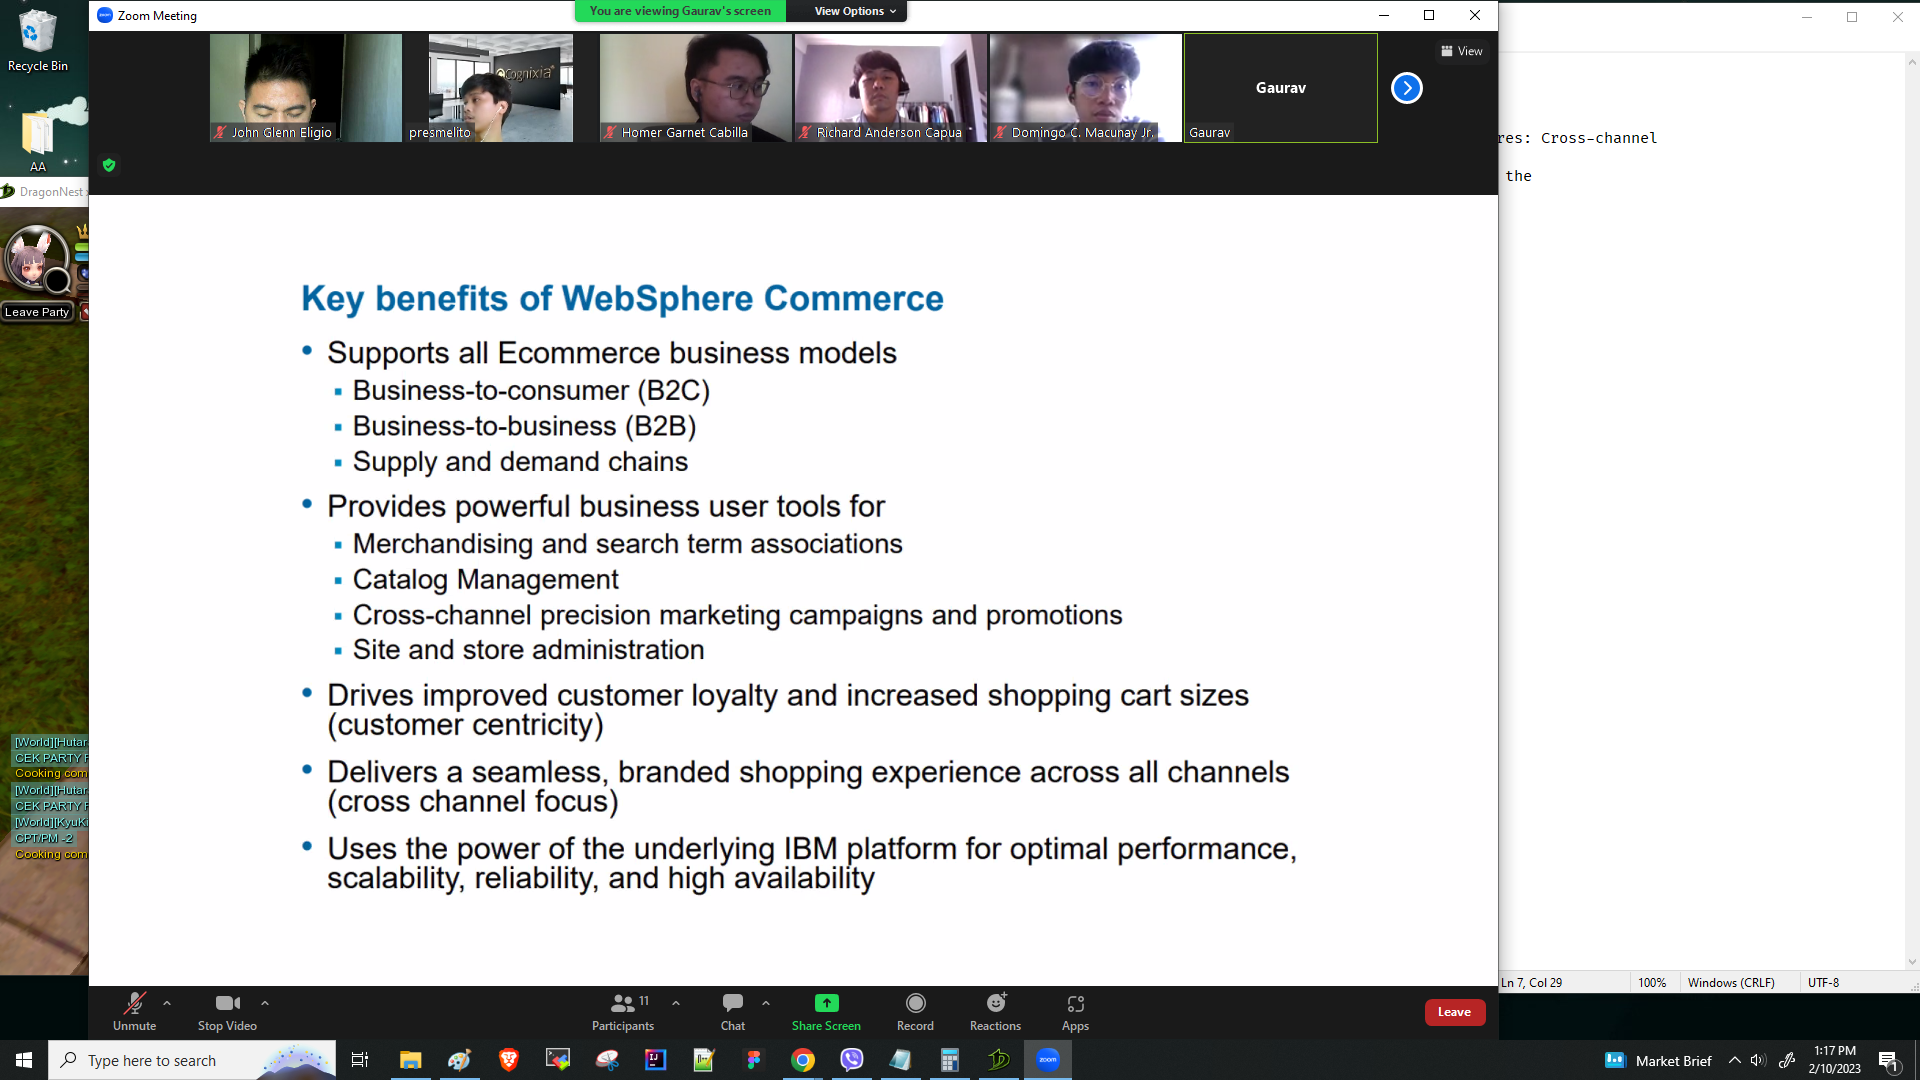 Recycle Bin
AA
DragonNest
Leave Party
[World][Hutar
CEK PARTY
Cooking com
[World][Hutar
CEK PARTY
[World][KyuKi
CPT/PM -2
Cooking com
Zoom Meeting
You are viewing Gaurav's screen
View Options
View
Cognixia
John Glenn Eligio
presmelito
Homer Garnet Cabilla
Richard Anderson Capua
Domingo C. Macunay Jr.
Gaurav
Gaurav
Key benefits of WebSphere Commerce
• Supports all Ecommerce business models
▪ Business-to-consumer (B2C)
▪ Business-to-business (B2B)
▪ Supply and demand chains
• Provides powerful business user tools for
▪ Merchandising and search term associations
▪ Catalog Management
▪ Cross-channel precision marketing campaigns and promotions
▪ Site and store administration
• Drives improved customer loyalty and increased shopping cart sizes
(customer centricity)
• Delivers a seamless, branded shopping experience across all channels
(cross channel focus)
• Uses the power of the underlying IBM platform for optimal performance,
scalability, reliability, and high availability
res: Cross-channel
the
Ln 7, Col 29
100%
Windows (CRLF)
UTF-8
Unmute
Stop Video
Participants
11
Chat
Share Screen
Record
Reactions
Apps
Leave
Type here to search
zoom
Market Brief
1:17 PM
2/10/2023
1